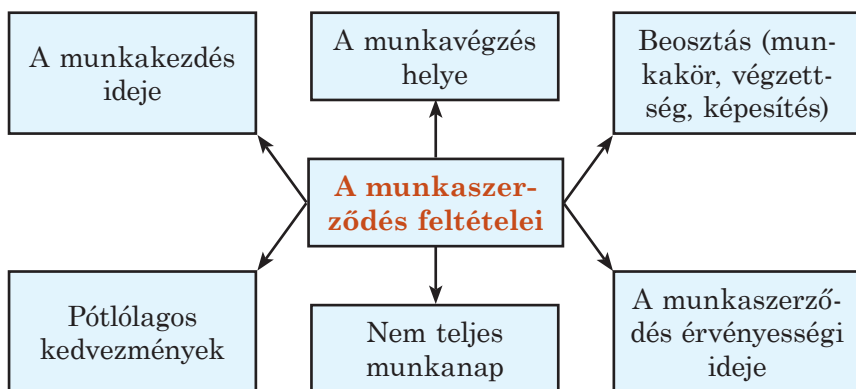 A munkakezdés
ideje
A munkavégzés
helye
Beosztás (mun-
kakör, végzett-
ség, képesítés)
A munkaszer-
ződés feltételei
Pótlólagos
kedvezmények
Nem teljes
munkanap
A munkaszerző-
dés érvényességi
ideje